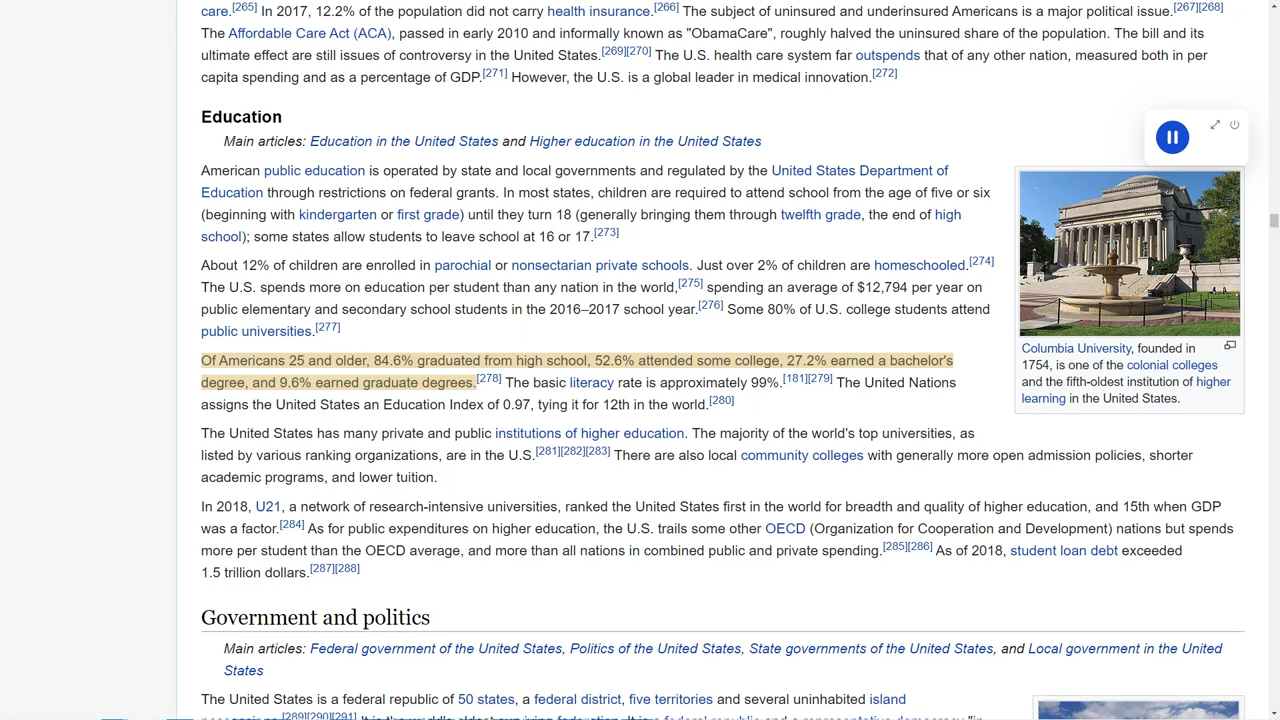 care.[265] In 2017, 12.2% of the population did not carry health insurance.[266] The subject of uninsured and underinsured Americans is a major political issue.[267][268]
The Affordable Care Act (ACA), passed in early 2010 and informally known as "ObamaCare", roughly halved the uninsured share of the population. The bill and its
ultimate effect are still issues of controversy in the United States.[269][270] The U.S. health care system far outspends that of any other nation, measured both in per
capita spending and as a percentage of GDP.[271] However, the U.S. is a global leader in medical innovation.[272]
Education
Main articles: Education in the United States and Higher education in the United States
American public education is operated by state and local governments and regulated by the United States Department of
Education through restrictions on federal grants. In most states, children are required to attend school from the age of five or six
(beginning with kindergarten or first grade) until they turn 18 (generally bringing them through twelfth grade, the end of high
school); some states allow students to leave school at 16 or 17.[273]
About 12% of children are enrolled in parochial or nonsectarian private schools. Just over 2% of children are homeschooled.[274]
The U.S. spends more on education per student than any nation in the world,[275] spending an average of $12,794 per year on
public elementary and secondary school students in the 2016–2017 school year.[276] Some 80% of U.S. college students attend
public universities.[277]
Of Americans 25 and older, 84.6% graduated from high school, 52.6% attended some college, 27.2% earned a bachelor's
degree, and 9.6% earned graduate degrees.[278] The basic literacy rate is approximately 99%.[181][279] The United Nations
assigns the United States an Education Index of 0.97, tying it for 12th in the world.[280]
Columbia University, founded in
1754, is one of the colonial colleges
and the fifth-oldest institution of higher
learning in the United States.
The United States has many private and public institutions of higher education. The majority of the world's top universities, as
listed by various ranking organizations, are in the U.S.[281][282][283] There are also local community colleges with generally more open admission policies, shorter
academic programs, and lower tuition.
In 2018, U21, a network of research-intensive universities, ranked the United States first in the world for breadth and quality of higher education, and 15th when GDP
was a factor.[284] As for public expenditures on higher education, the U.S. trails some other OECD (Organization for Cooperation and Development) nations but spends
more per student than the OECD average, and more than all nations in combined public and private spending.[285][286] As of 2018, student loan debt exceeded
1.5 trillion dollars.[287][288]
Government and politics
Main articles: Federal government of the United States, Politics of the United States, State governments of the United States, and Local government in the United
States
The United States is a federal republic of 50 states, a federal district, five territories and several uninhabited island
possessions.[289][290][291] It is the world's oldest surviving federation. It is a federal republic and a representative democracy "in